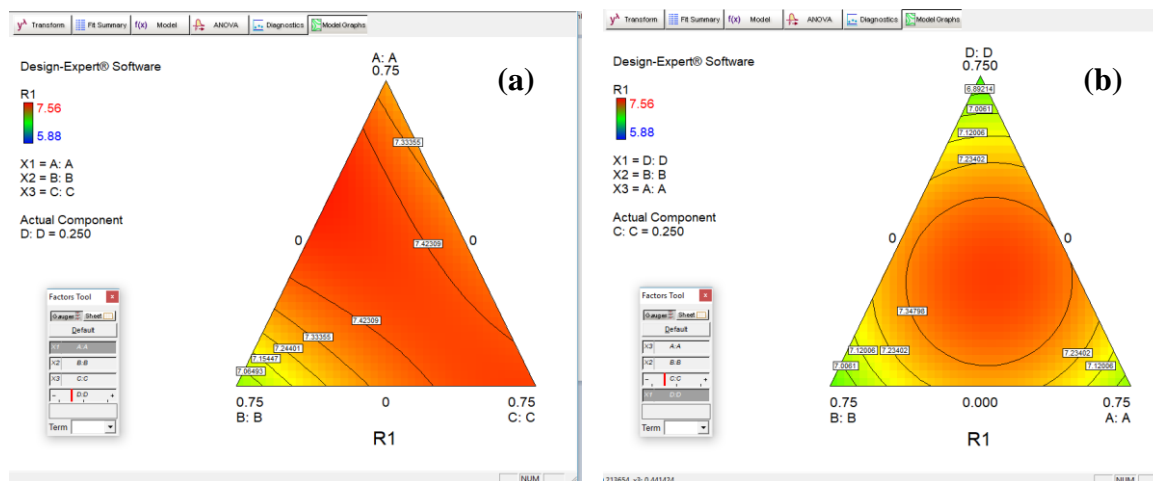 Transform Fit Summary f(x) Model ANOVA Diagnostics Model Graphs
Design-Expert® Software
R1
7.56
5.88
X1 = A: A
X2 = B: B
X3 = C: C
Actual Component
D: D = 0.250
A: A
0.75
(a)
7.33355
7.42309
0
0
7.42309
7.33355
7.24401
7.15447
7.06493
0.75
B: B
0
0.75
C: C
R1
Factors Tool
Gauges Sheet
Default
X1 A:A
X2 B:B
X3 C:C
- D:D +
Term
NUM
Transform Fit Summary f(x) Model ANOVA Diagnostics Model Graphs
Design-Expert® Software
R1
7.56
5.88
X1 = D: D
X2 = B: B
X3 = A: A
Actual Component
C: C = 0.250
D: D
0.750
(b)
6.89214
7.0061
7.12006
7.23402
0
0
7.34798
7.12006
7.23402
7.0061
7.23402
7.12006
0.75
B: B
0.000
0.75
A: A
R1
Factors Tool
Gauges Sheet
Default
X3 A:A
X2 B:B
- C:C +
X1 D:D
Term
NUM